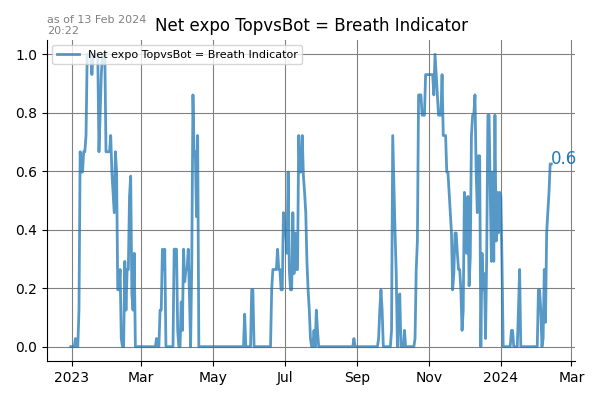 as of 13 Feb 2024
20:22
Net expo TopvsBot = Breath Indicator
Net expo TopvsBot = Breath Indicator
1.0
0.8
0.6
0.4
0.2
0.0
0.6
2023 Mar May Jul Sep Nov 2024 Mar